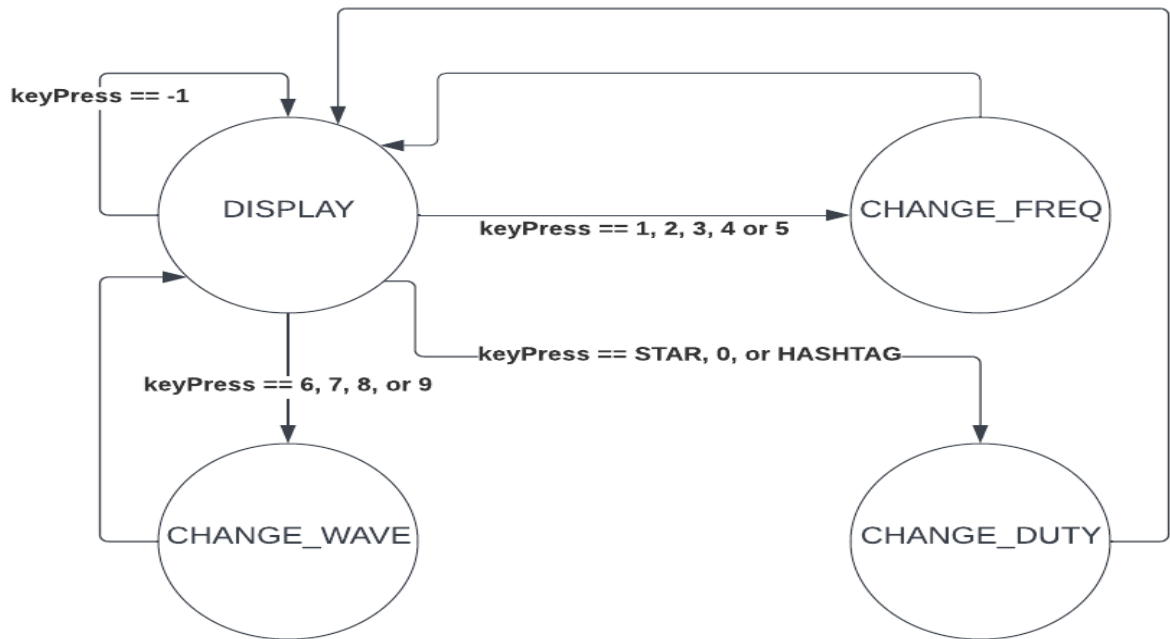 keyPress == -1
DISPLAY
CHANGE_FREQ
keyPress == 1, 2, 3, 4 or 5
keyPress == STAR, 0, or HASHTAG
keyPress == 6, 7, 8, or 9
CHANGE_WAVE
CHANGE_DUTY